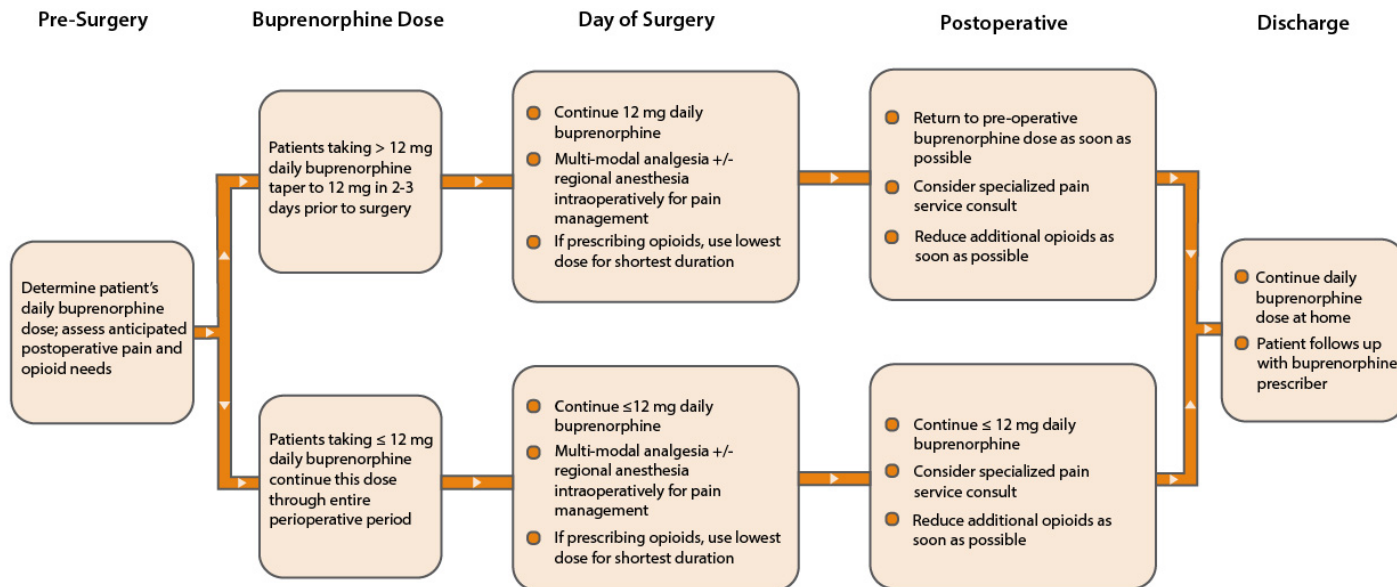 Pre-Surgery
Buprenorphine Dose
Day of Surgery
Postoperative
Discharge
Determine patient's
daily buprenorphine
dose; assess anticipated
postoperative pain and
opioid needs
Patients taking > 12 mg
daily buprenorphine
taper to 12 mg in 2-3
days prior to surgery
Continue 12 mg daily
buprenorphine
Multi-modal analgesia +/-
regional anesthesia
intraoperatively for pain
management
If prescribing opioids, use lowest
dose for shortest duration
Return to pre-operative
buprenorphine dose as soon as
possible
Consider specialized pain
service consult
Reduce additional opioids as
soon as possible
Patients taking ≤ 12 mg
daily buprenorphine
continue this dose
through entire
perioperative period
Continue ≤12 mg daily
buprenorphine
Multi-modal analgesia +/-
regional anesthesia
intraoperatively for pain
management
If prescribing opioids, use lowest
dose for shortest duration
Continue ≤ 12 mg daily
buprenorphine
Consider specialized pain
service consult
Reduce additional opioids as
soon as possible
Continue daily
buprenorphine
dose at home
Patient follows up
with buprenorphine
prescriber